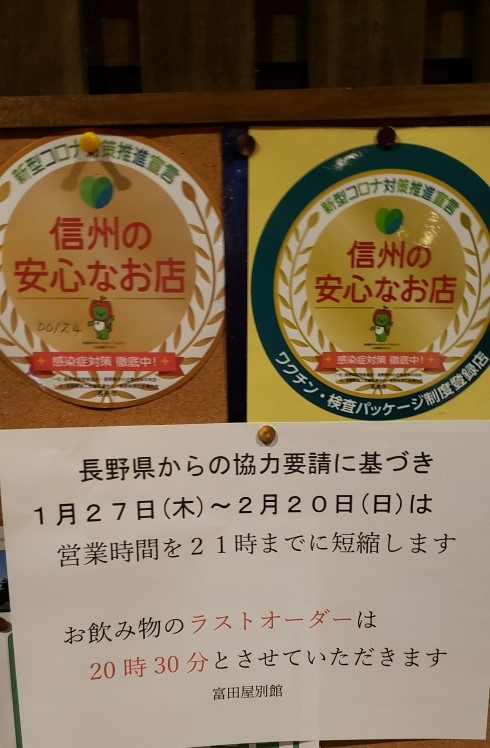 新型コロナ対策推進宣言
信州の
安心なお店
00124
感染症対策 徹底中!
新型コロナ対策推進宣言
信州の
安心なお店
感染症対策 徹底中!
ワクチン・検査パッケージ制度登録店
長野県からの協力要請に基づき
1月27日(木)~2月20日(日)は
営業時間を21時までに短縮します
お飲み物のラストオーダーは
20時30分とさせていただきます
富田屋別館